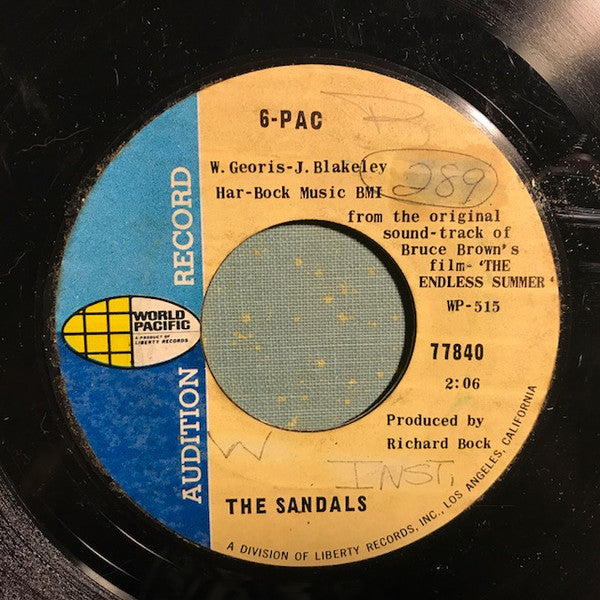 6-PAC
W. Georis-J. Blakeley
289
Har-Bock Music BMI
from the original
sound-track of
Bruce Brown's
film- 'THE
ENDLESS SUMMER'
WP-515
AUDITION RECORD
WORLD
PACIFIC
A PRODUCT OF
LIBERTY RECORDS
77840
2:06
Produced by
Richard Bock
W
INST.
THE SANDALS
A DIVISION OF LIBERTY RECORDS, INC., LOS ANGELES, CALIFORNIA